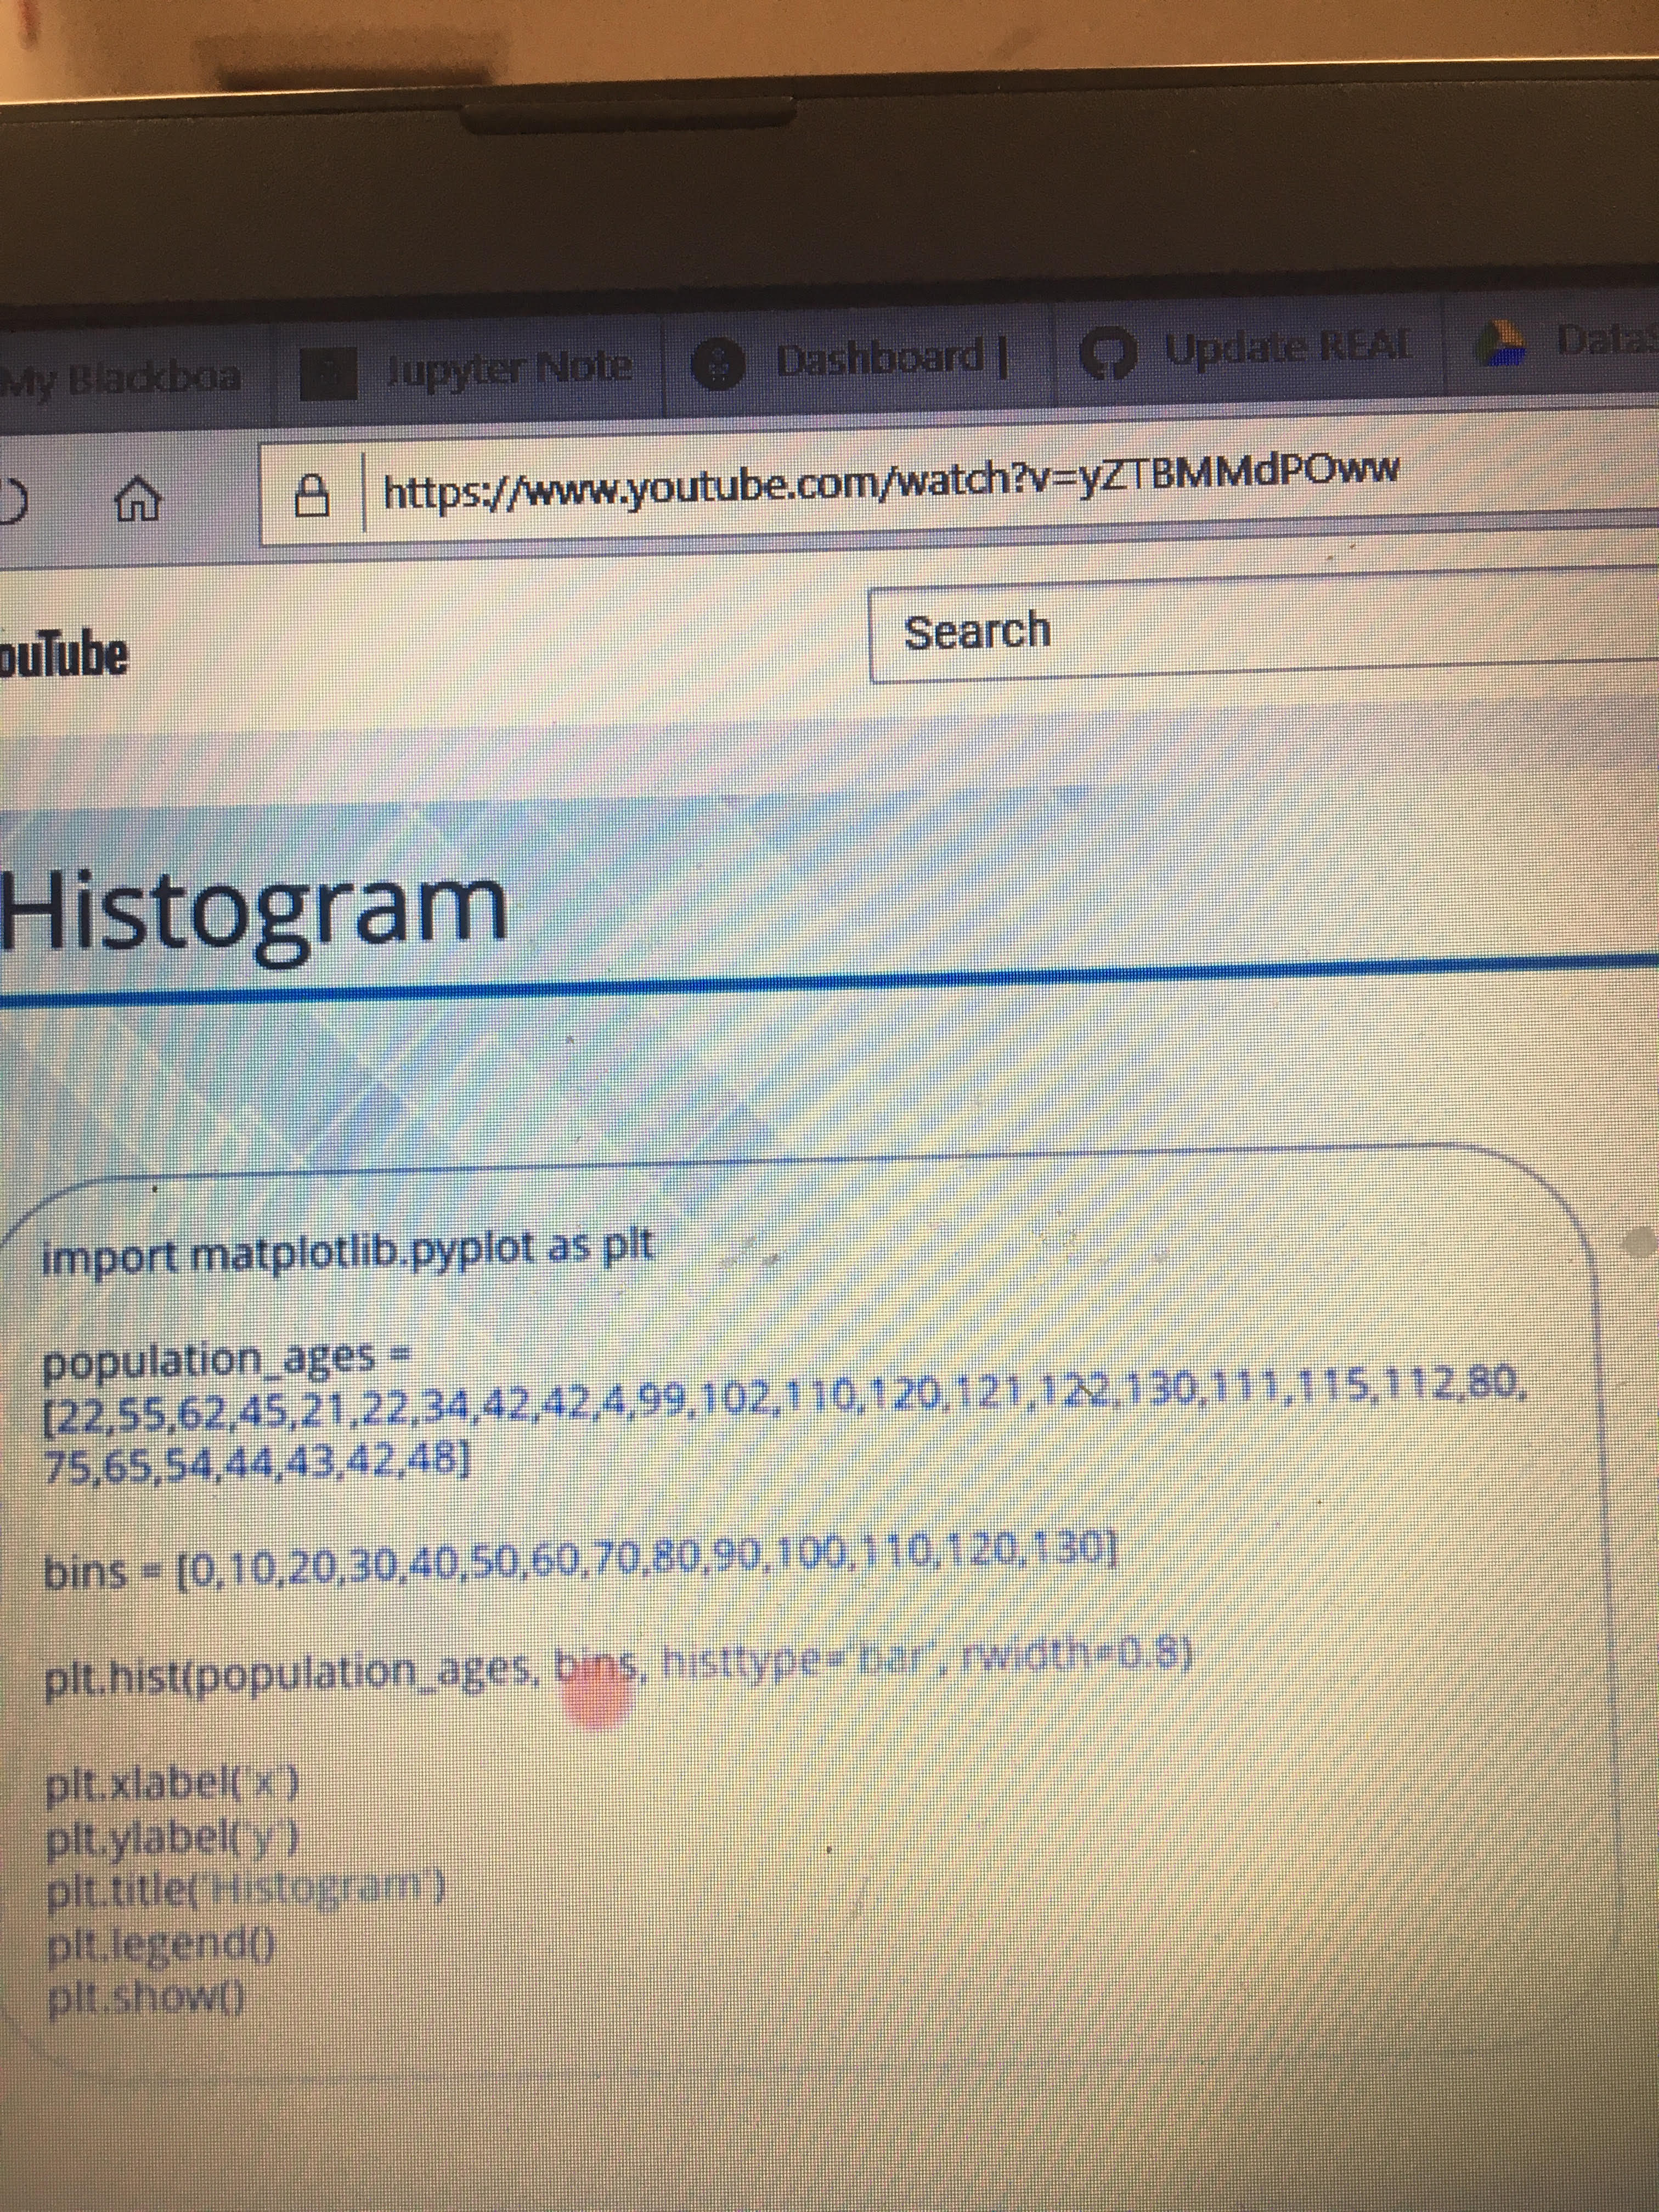 My Blackboa Jupyter Note Dashboard | Update READ DataS
https://www.youtube.com/watch?v=yZTBMMdPOww
ouTube Search
Histogram
import matplotlib.pyplot as plt
population_ages =
[22,55,62,45,21,22,34,42,42,4,99,102,110,120,121,122,130,111,115,112,80,
75,65,54,44,43,42,48]
bins = [0,10,20,30,40,50,60,70,80,90,100,110,120,130]
plt.hist(population_ages, bins, histtype='bar', rwidth=0.8)
plt.xlabel('x')
plt.ylabel('y')
plt.title('Histogram')
plt.legend()
plt.show()